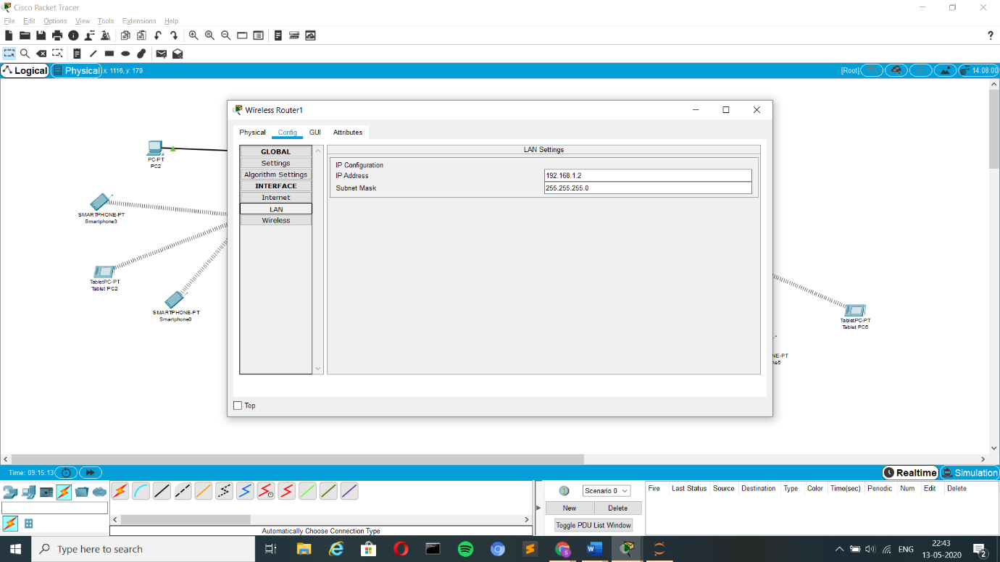 Cisco Packet Tracer
File Edit Options View Tools Extensions Help
?
Logical Physical x: 1116, y: 179 [Root] 14:08:00
Wireless Router1
Physical Config GUI Attributes
GLOBAL
Settings
Algorithm Settings
INTERFACE
Internet
LAN
Wireless
LAN Settings
IP Configuration
IP Address 192.168.1.2
Subnet Mask 255.255.255.0
Top
PC-PT
PC2
SMARTPHONE-PT
Smartphone3
TabletPC-PT
Tablet PC2
SMARTPHONE-PT
Smartphone0
TabletPC-PT
Tablet PC6
NE-PT
ne5
Time: 09:15:13 Realtime Simulation
Automatically Choose Connection Type
Scenario 0
New Delete
Toggle PDU List Window
Fire Last Status Source Destination Type Color Time(sec) Periodic Num Edit Delete
Type here to search
ENG 22:43
13-05-2020
2